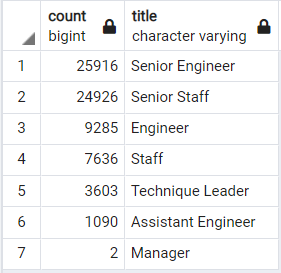 count title
bigint character varying
1 25916 Senior Engineer
2 24926 Senior Staff
3 9285 Engineer
4 7636 Staff
5 3603 Technique Leader
6 1090 Assistant Engineer
7 2 Manager